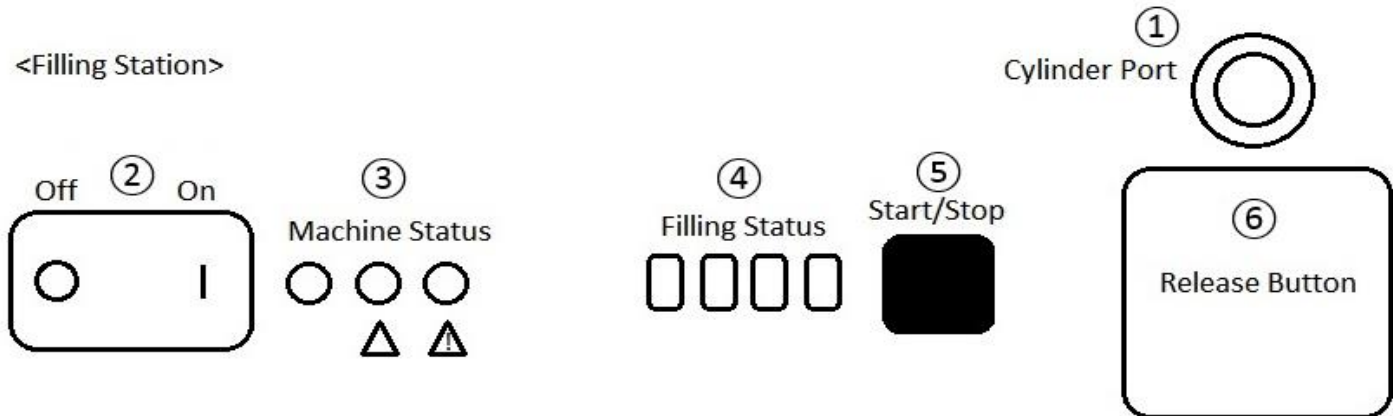 <Filling Station>
①
Cylinder Port
Off ② On
③
Machine Status
④
Filling Status
⑤
Start/Stop
⑥
Release Button